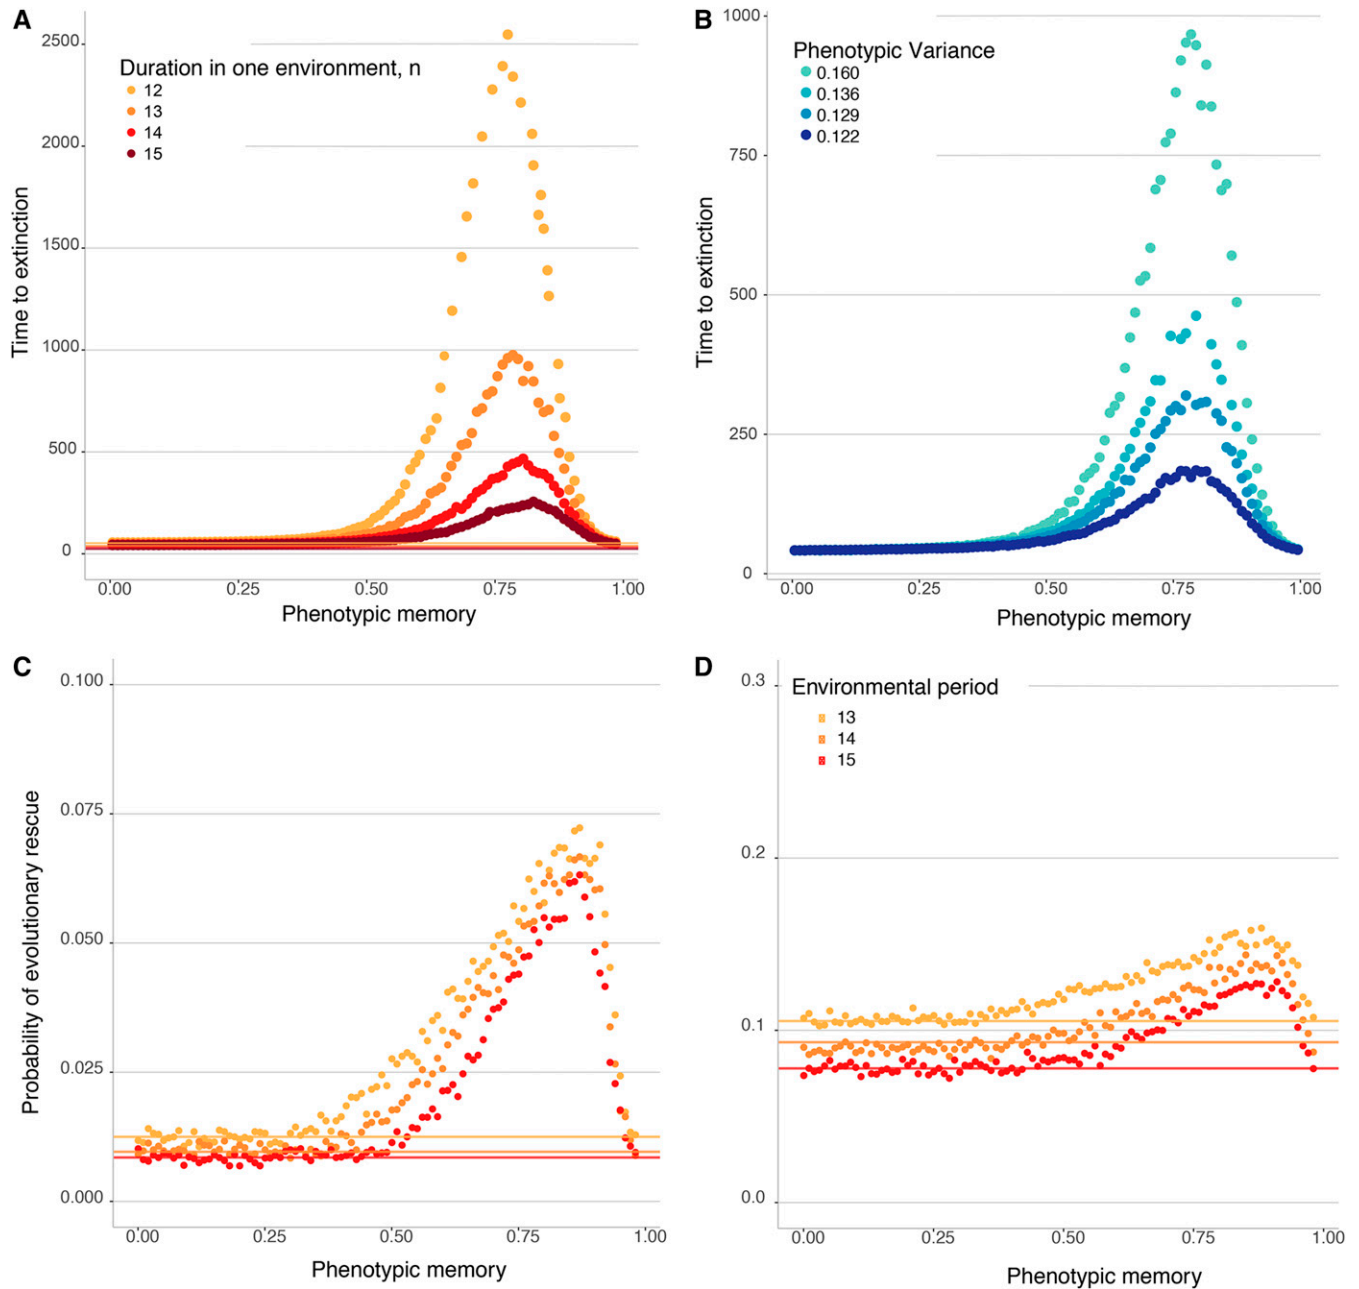 A
Duration in one environment, n
12
13
14
15
2500
2000
1500
1000
500
0
Time to extinction
0.00 0.25 0.50 0.75 1.00
Phenotypic memory
B
Phenotypic Variance
0.160
0.136
0.129
0.122
1000
750
500
250
0
Time to extinction
0.00 0.25 0.50 0.75 1.00
Phenotypic memory
C
0.100
0.075
0.050
0.025
0.000
Probability of evolutionary rescue
0.00 0.25 0.50 0.75 1.00
Phenotypic memory
D
Environmental period
13
14
15
0.3
0.2
0.1
0.0
0.00 0.25 0.50 0.75 1.00
Phenotypic memory